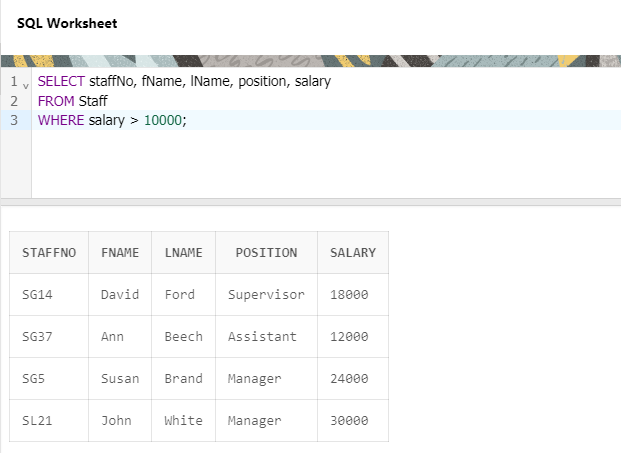 SQL Worksheet
1 SELECT staffNo, fName, lName, position, salary
2 FROM Staff
3 WHERE salary > 10000;
STAFFNO FNAME LNAME POSITION SALARY
SG14 David Ford Supervisor 18000
SG37 Ann Beech Assistant 12000
SG5 Susan Brand Manager 24000
SL21 John White Manager 30000